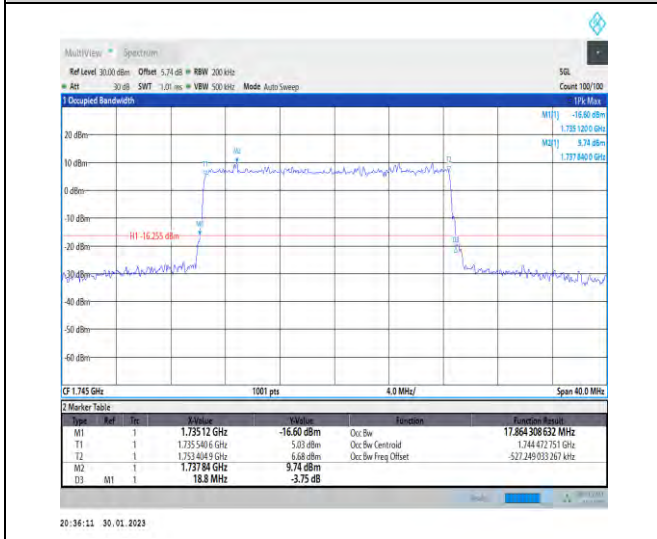 MultiView Spectrum
Ref Level 30.00 dBm Offset 5.74 dB RBW 200 kHz SGL
Att 30 dB SWT 1.01 ms VBW 500 kHz Mode Auto Sweep Count 100/100
1 Occupied Bandwidth 1Pk Max
M1[1] -16.60 dBm
1.735 120 0 GHz
M2[1] 9.74 dBm
1.737 840 0 GHz
20 dBm
M2
T1 T2
10 dBm
0 dBm
-10 dBm
M1
H1 -16.255 dBm
D3
-20 dBm
-30 dBm
-40 dBm
-50 dBm
-60 dBm
CF 1.745 GHz 1001 pts 4.0 MHz/ Span 40.0 MHz
2 Marker Table
Type Ref Trc X-Value Y-Value Function Function Result
M1 1 1.735 12 GHz -16.60 dBm Occ Bw 17.864 308 632 MHz
T1 1 1.735 540 6 GHz 5.03 dBm Occ Bw Centroid 1.744 472 751 GHz
T2 1 1.753 404 9 GHz 6.68 dBm Occ Bw Freq Offset -527.249 033 267 kHz
M2 1 1.737 84 GHz 9.74 dBm
D3 M1 1 18.8 MHz -3.75 dB
20:36:11 30.01.2023